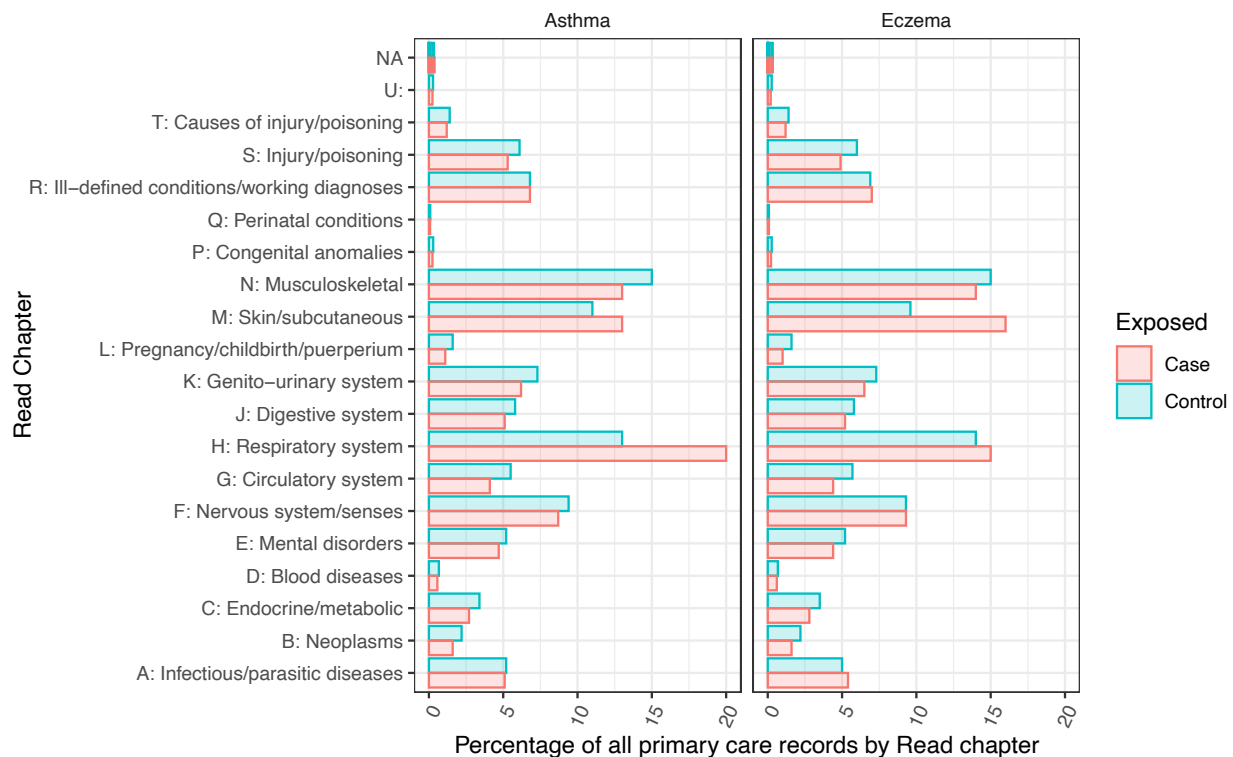 Asthma
Eczema
NA
U:
T: Causes of injury/poisoning
S: Injury/poisoning
R: Ill−defined conditions/working diagnoses
Q: Perinatal conditions
P: Congenital anomalies
N: Musculoskeletal
M: Skin/subcutaneous
L: Pregnancy/childbirth/puerperium
K: Genito−urinary system
J: Digestive system
H: Respiratory system
G: Circulatory system
F: Nervous system/senses
E: Mental disorders
D: Blood diseases
C: Endocrine/metabolic
B: Neoplasms
A: Infectious/parasitic diseases
Read Chapter
0 5 10 15 20
0 5 10 15 20
Percentage of all primary care records by Read chapter
Exposed
Case
Control